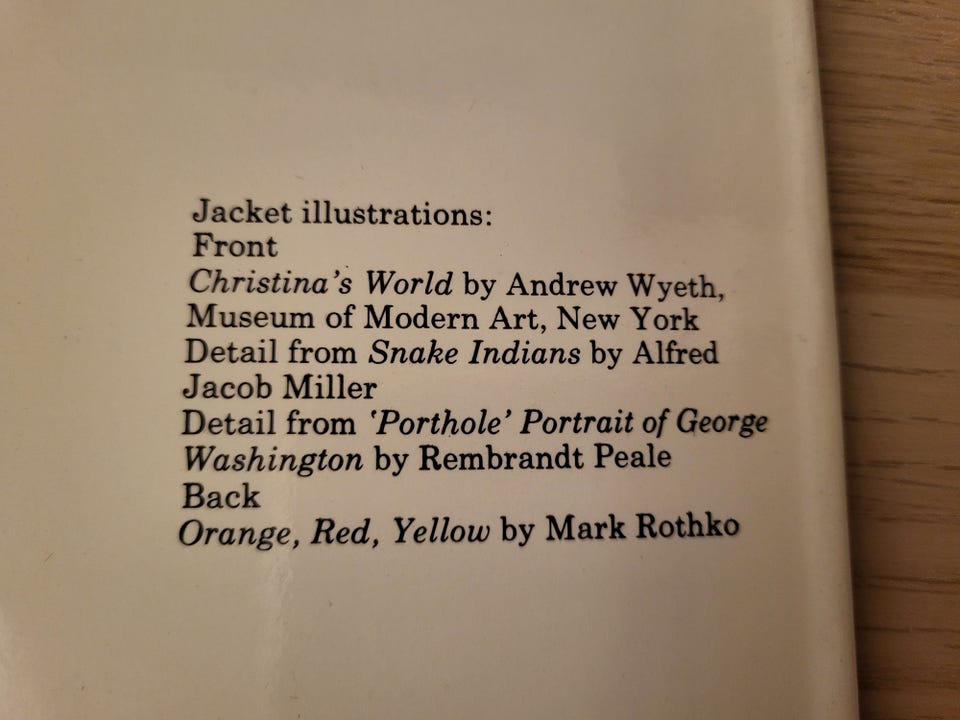 Jacket illustrations:
Front
Christina's World by Andrew Wyeth,
Museum of Modern Art, New York
Detail from Snake Indians by Alfred
Jacob Miller
Detail from ‘Porthole’ Portrait of George
Washington by Rembrandt Peale
Back
Orange, Red, Yellow by Mark Rothko